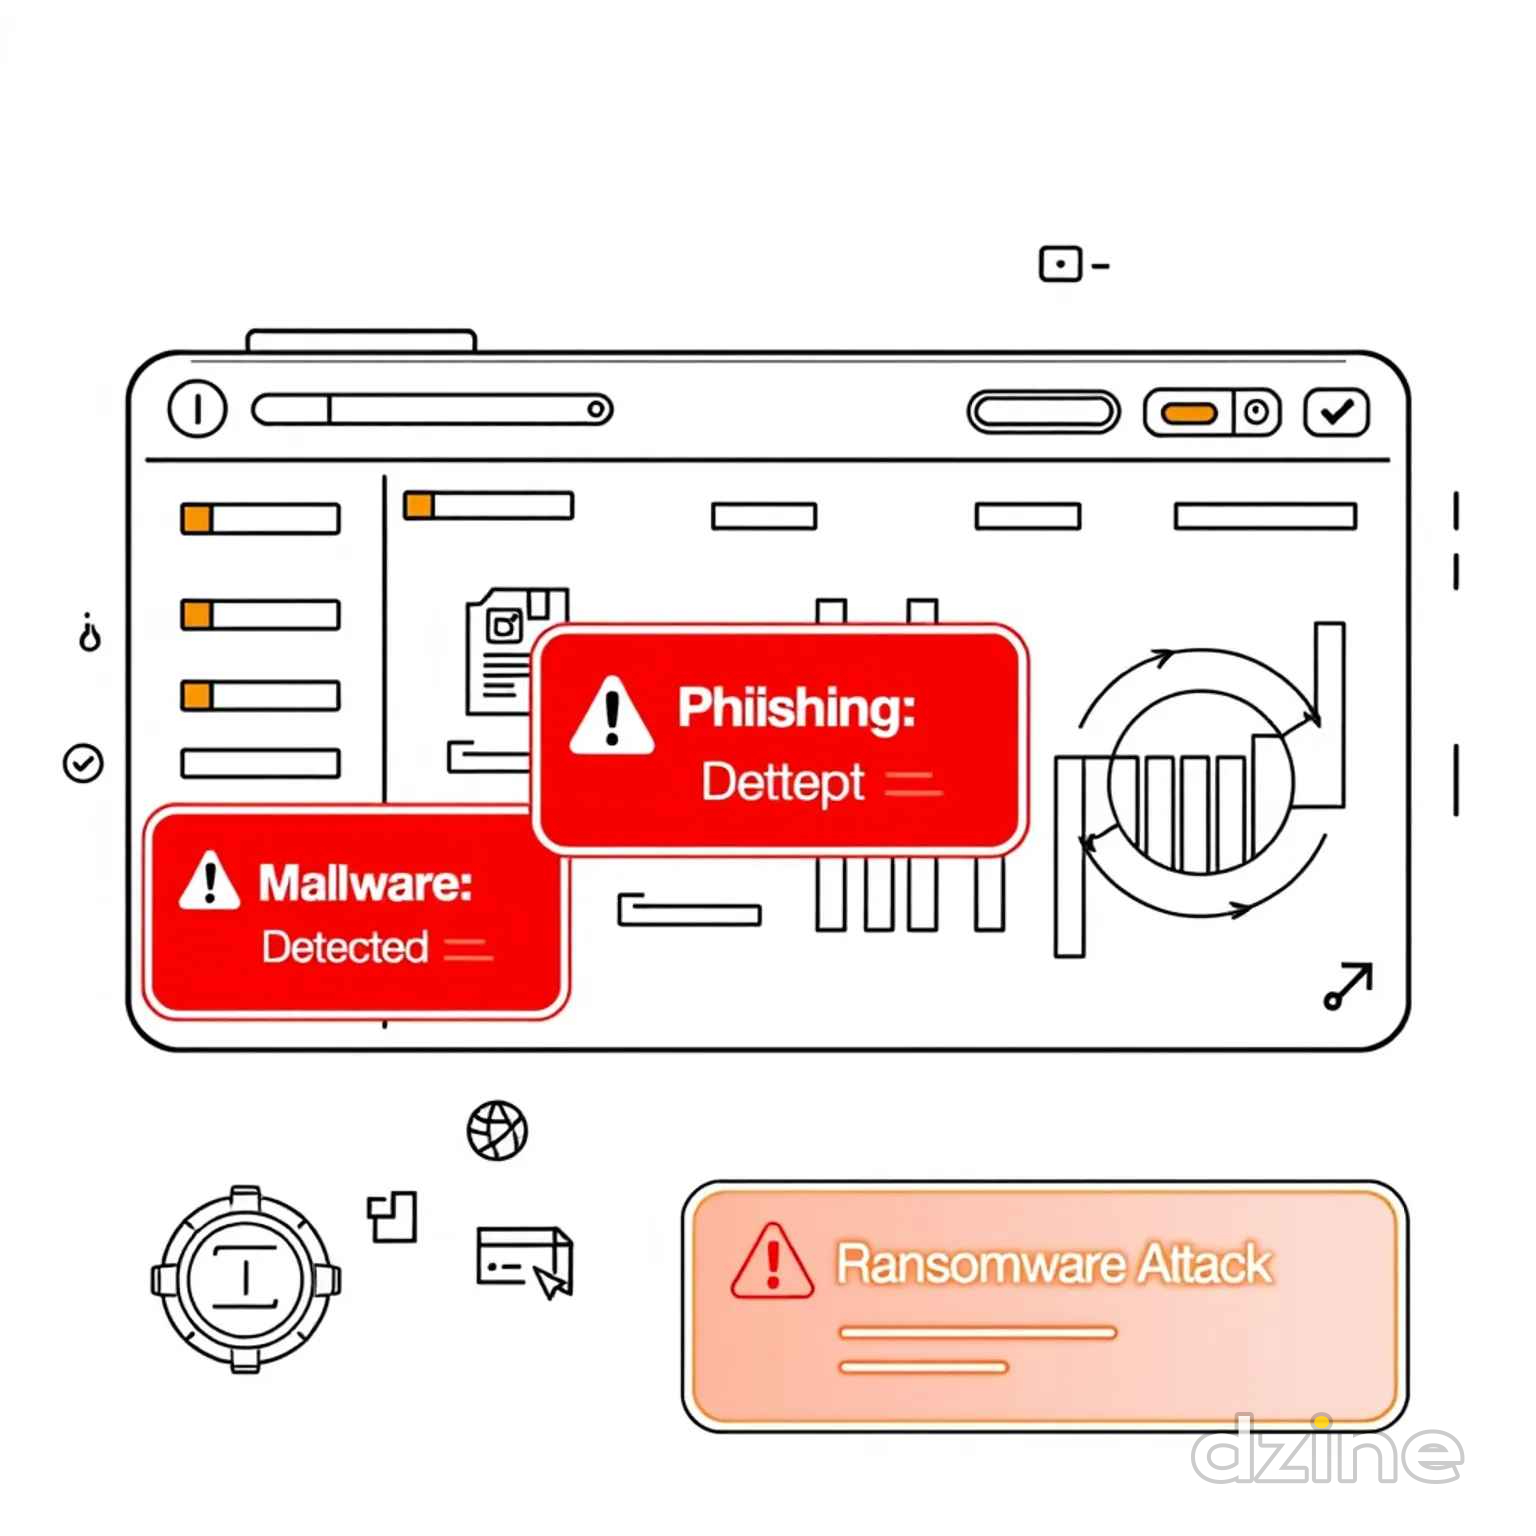 Phiishing:
Dettept
Mallware:
Detected
Ransomware Attack
dzine